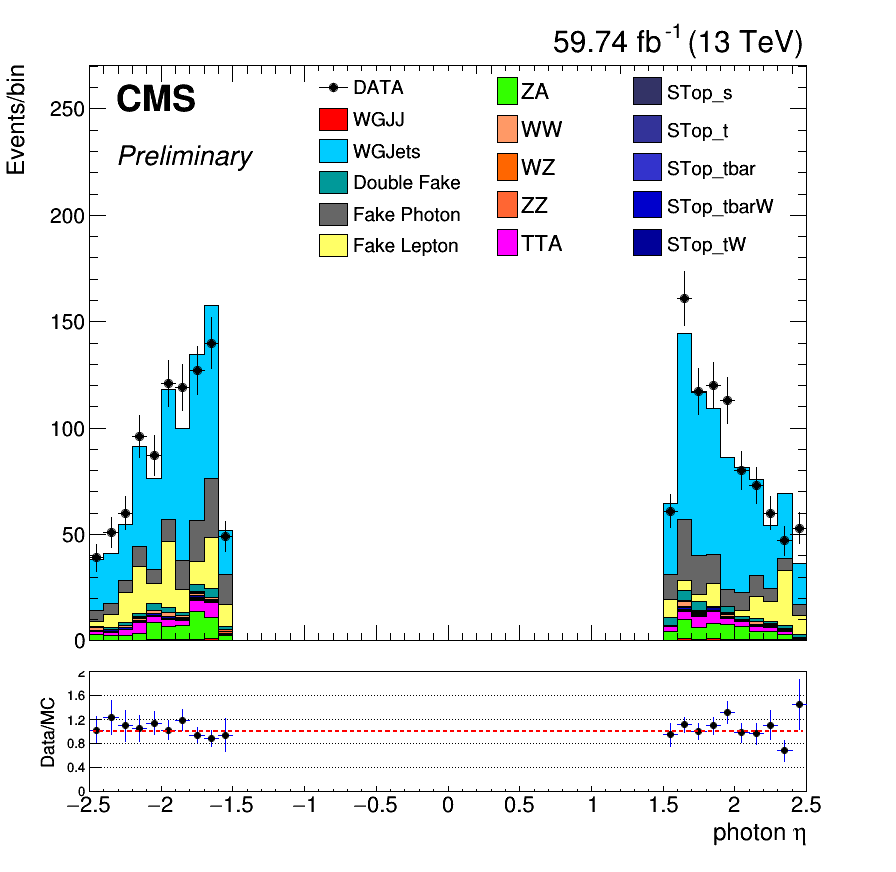 59.74 fb⁻¹ (13 TeV)
Events/bin
CMS
Preliminary
DATA
WGJJ
WGJets
Double Fake
Fake Photon
Fake Lepton
ZA
WW
WZ
ZZ
TTA
STop_s
STop_t
STop_tbar
STop_tbarW
STop_tW
250
200
150
100
50
0
Data/MC
2
1.6
1.2
0.8
0.4
0
−2.5 −2 −1.5 −1 −0.5 0 0.5 1 1.5 2 2.5
photon η